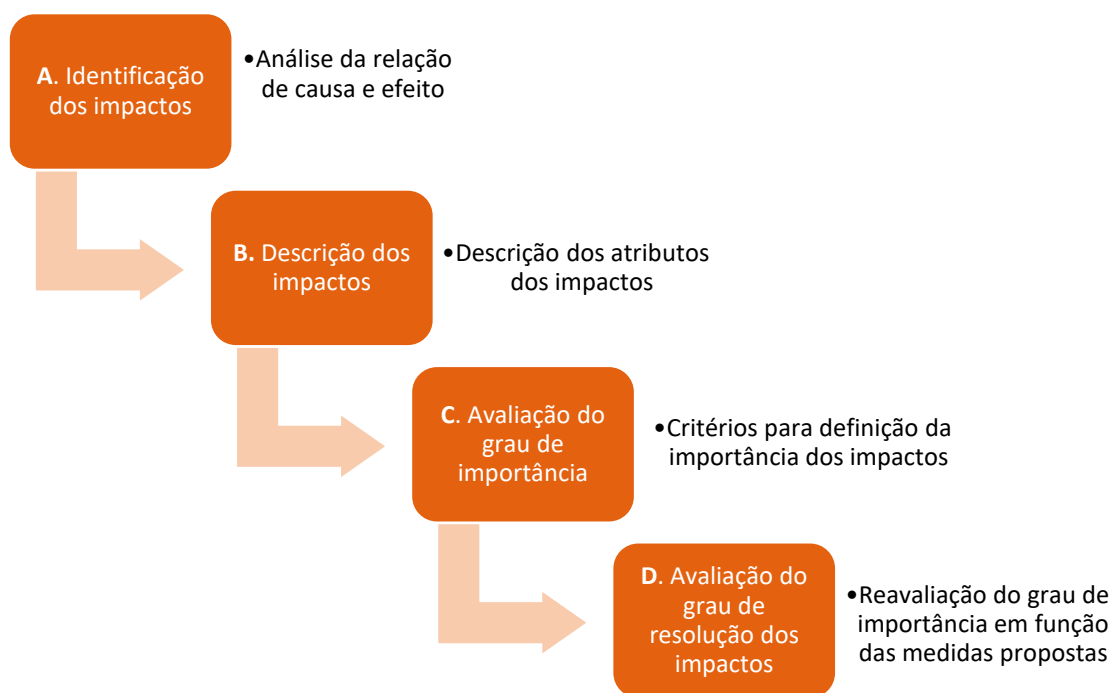 A. Identificação
dos impactos
•Análise da relação
de causa e efeito
B. Descrição dos
impactos
•Descrição dos atributos
dos impactos
C. Avaliação do
grau de
importância
•Critérios para definição da
importância dos impactos
D. Avaliação do
grau de
resolução dos
impactos
•Reavaliação do grau de
importância em função
das medidas propostas